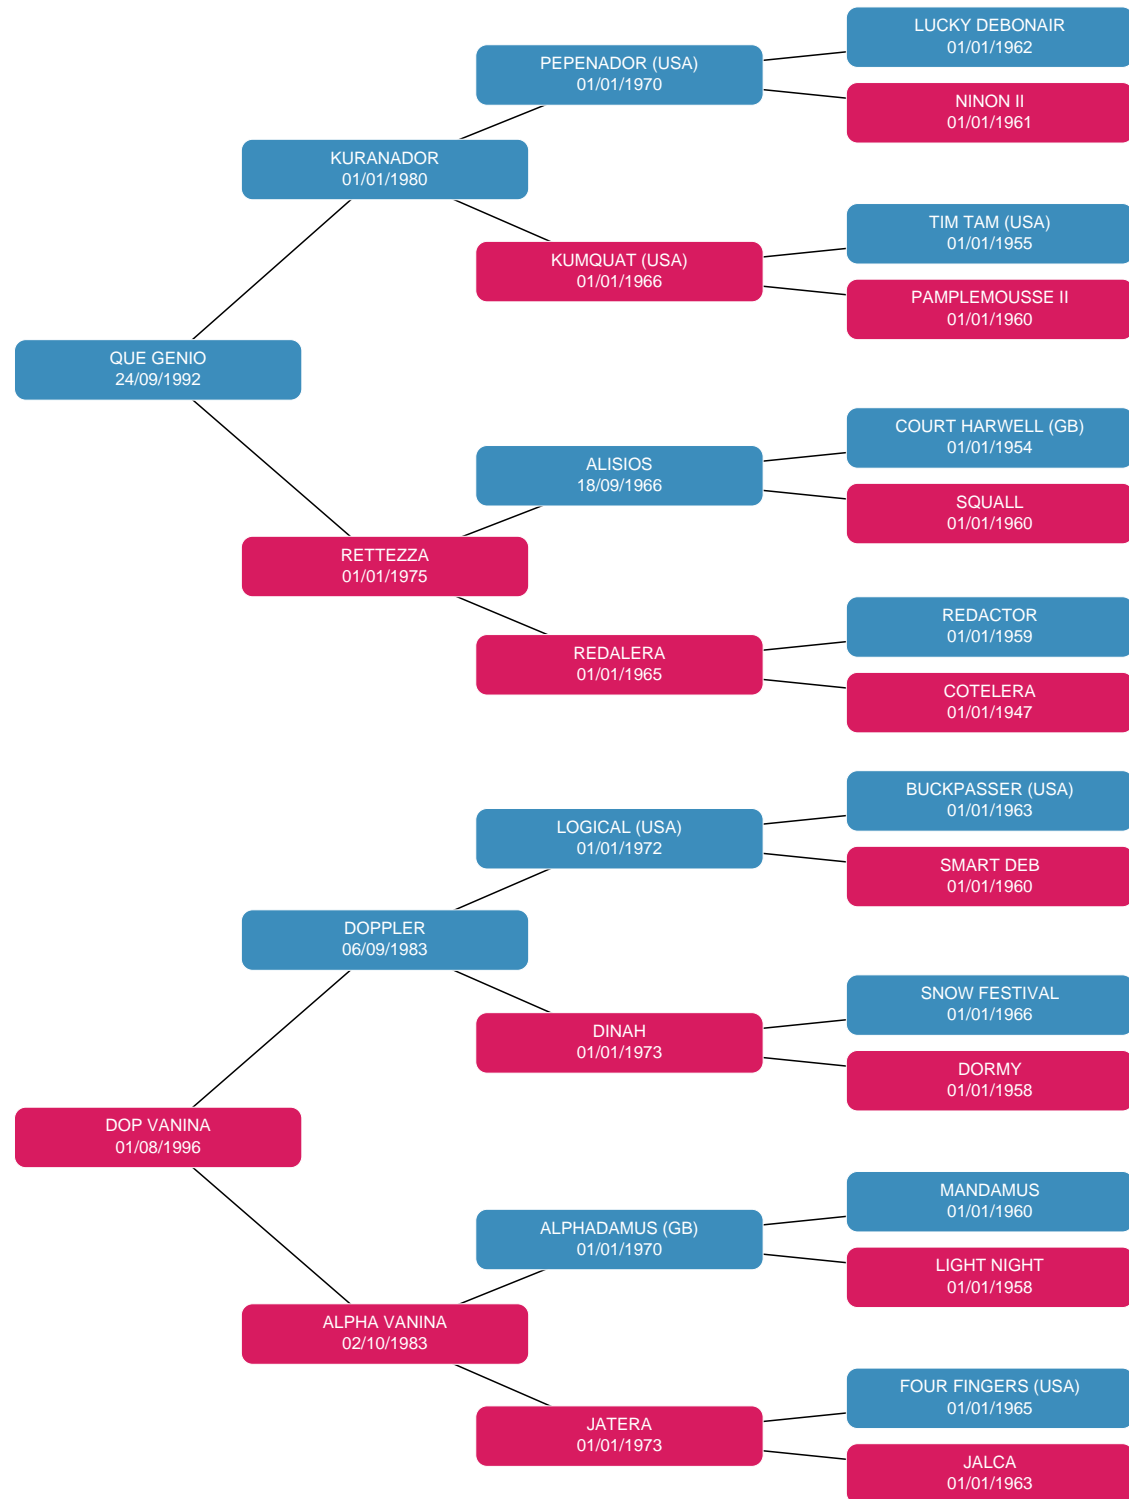 LUCKY DEBONAIR
01/01/1962
PEPENADOR (USA)
01/01/1970
NINON II
01/01/1961
KURANADOR
01/01/1980
TIM TAM (USA)
01/01/1955
KUMQUAT (USA)
01/01/1966
PAMPLEMOUSSE II
01/01/1960
QUE GENIO
24/09/1992
COURT HARWELL (GB)
01/01/1954
ALISIOS
18/09/1966
SQUALL
01/01/1960
RETTEZZA
01/01/1975
REDACTOR
01/01/1959
REDALERA
01/01/1965
COTELERA
01/01/1947
BUCKPASSER (USA)
01/01/1963
LOGICAL (USA)
01/01/1972
SMART DEB
01/01/1960
DOPPLER
06/09/1983
SNOW FESTIVAL
01/01/1966
DINAH
01/01/1973
DORMY
01/01/1958
DOP VANINA
01/08/1996
MANDAMUS
01/01/1960
ALPHADAMUS (GB)
01/01/1970
LIGHT NIGHT
01/01/1958
ALPHA VANINA
02/10/1983
FOUR FINGERS (USA)
01/01/1965
JATERA
01/01/1973
JALCA
01/01/1963